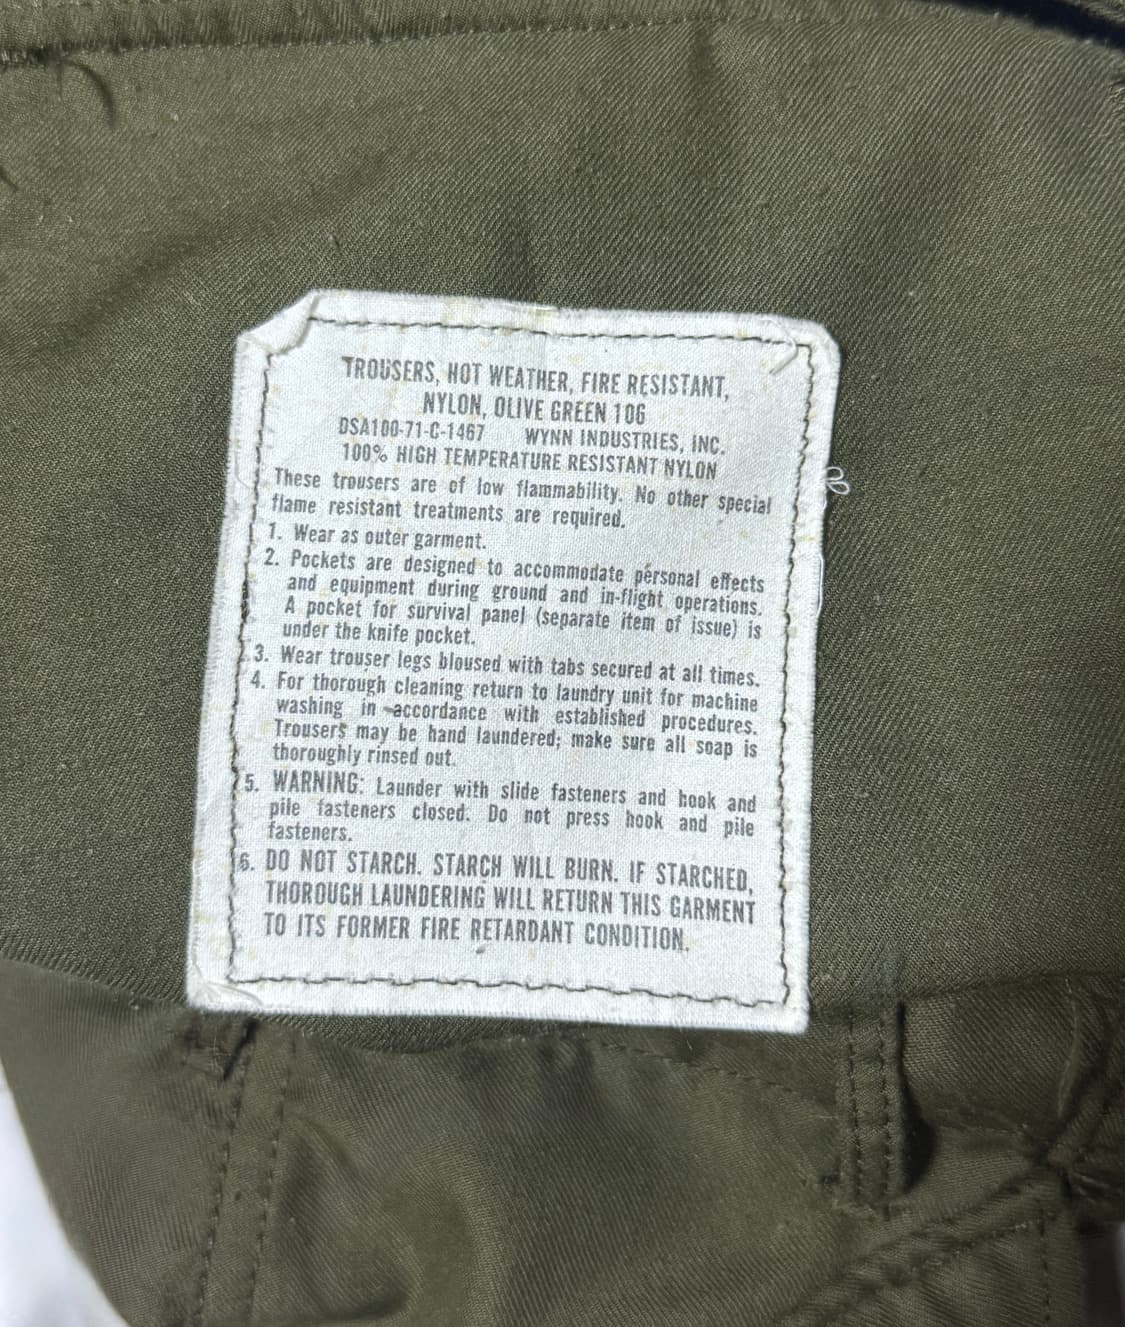 TROUSERS, HOT WEATHER, FIRE RESISTANT,
NYLON, OLIVE GREEN 106
DSA100-71-C-1467 WYNN INDUSTRIES, INC.
100% HIGH TEMPERATURE RESISTANT NYLON
These trousers are of low flammability. No other special
flame resistant treatments are required.
1. Wear as outer garment.
2. Pockets are designed to accommodate personal effects
and equipment during ground and in-flight operations.
A pocket for survival panel (separate item of issue) is
under the knife pocket.
3. Wear trouser legs bloused with tabs secured at all times.
4. For thorough cleaning return to laundry unit for machine
washing in accordance with established procedures.
Trousers may be hand laundered; make sure all soap is
thoroughly rinsed out.
5. WARNING: Launder with slide fasteners and hook and
pile fasteners closed. Do not press hook and pile
fasteners.
6. DO NOT STARCH. STARCH WILL BURN. IF STARCHED,
THOROUGH LAUNDERING WILL RETURN THIS GARMENT
TO ITS FORMER FIRE RETARDANT CONDITION.